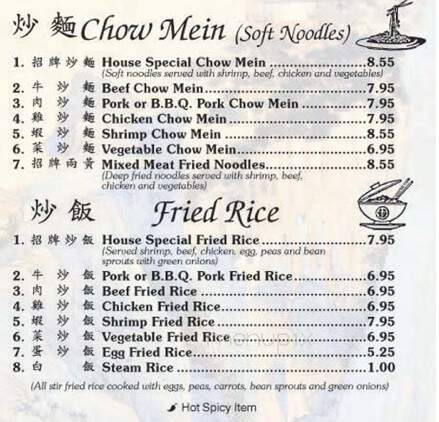 炒 麵 Chow Mein (Soft Noodles)
1. 招牌炒麵 House Special Chow Mein ........................8.55
(Soft noodles served with shrimp, beef, chicken and vegetables)
2. 牛 炒 麵 Beef Chow Mein.......................................7.95
3. 肉 炒 麵 Pork or B.B.Q. Pork Chow Mein ..............7.95
4. 雞 炒 麵 Chicken Chow Mein..................................7.95
5. 蝦 炒 麵 Shrimp Chow Mein ..................................8.55
6. 菜 炒 麵 Vegetable Chow Mein..............................6.95
7. 招牌兩黃 Mixed Meat Fried Noodles......................8.55
(Deep fried noodles served with shrimp, beef,
chicken and vegetables)
炒 飯 Fried Rice
1. 招牌炒飯 House Special Fried Rice.........................7.95
(Served shrimp, beef, chicken, egg, peas and bean
sprouts with green onions)
2. 牛 炒 飯 Pork or B.B.Q. Pork Fried Rice................6.95
3. 肉 炒 飯 Beef Fried Rice........................................6.95
4. 雞 炒 飯 Chicken Fried Rice...................................6.95
5. 蝦 炒 飯 Shrimp Fried Rice....................................7.95
6. 菜 炒 飯 Vegetable Fried Rice................................6.95
7. 蛋 炒 飯 Egg Fried Rice.........................................5.25
8. 白 飯 Steam Rice ..............................................1.00
(All stir fried rice cooked with eggs, peas, carrots, bean sprouts and green onions)
Hot Spicy Item